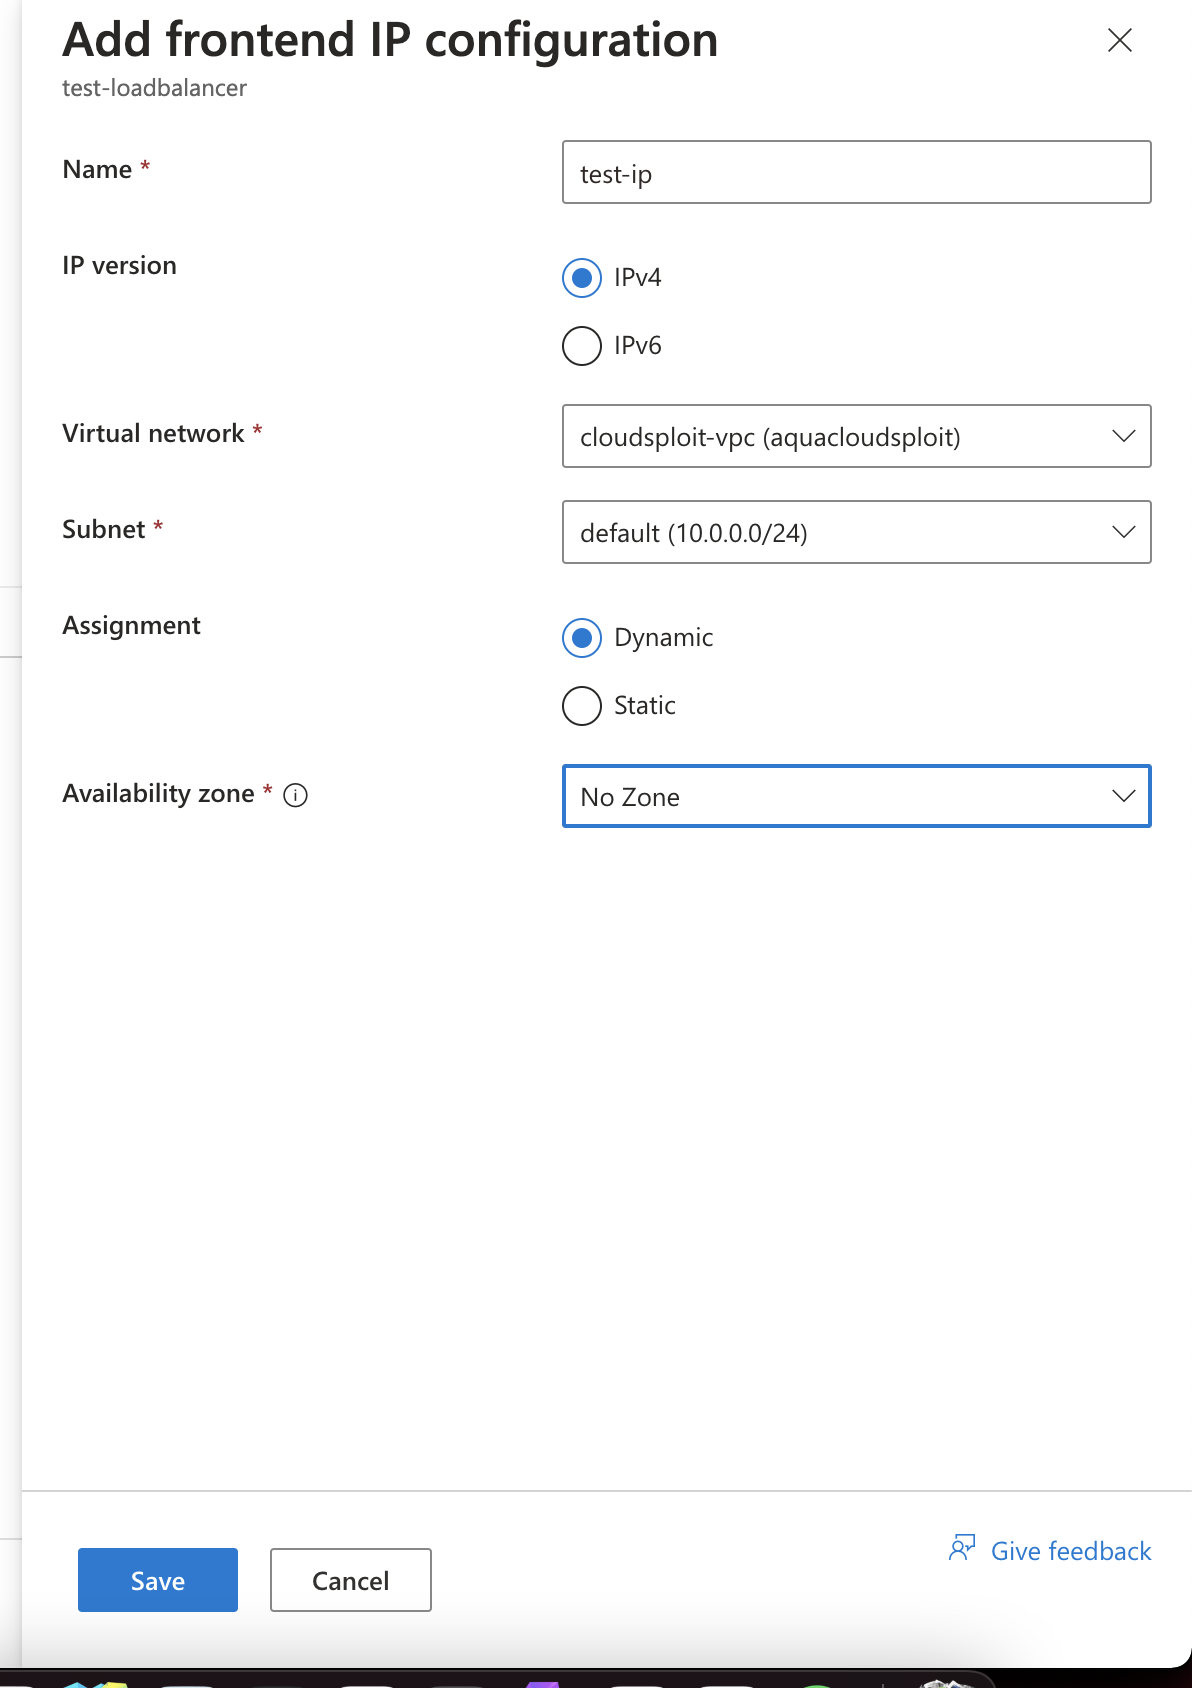 Add frontend IP configuration
test-loadbalancer
Name *
test-ip
IP version
IPv4
IPv6
Virtual network *
cloudsploit-vpc (aquacloudsploit)
Subnet *
default (10.0.0.0/24)
Assignment
Dynamic
Static
Availability zone *
No Zone
Save
Cancel
Give feedback